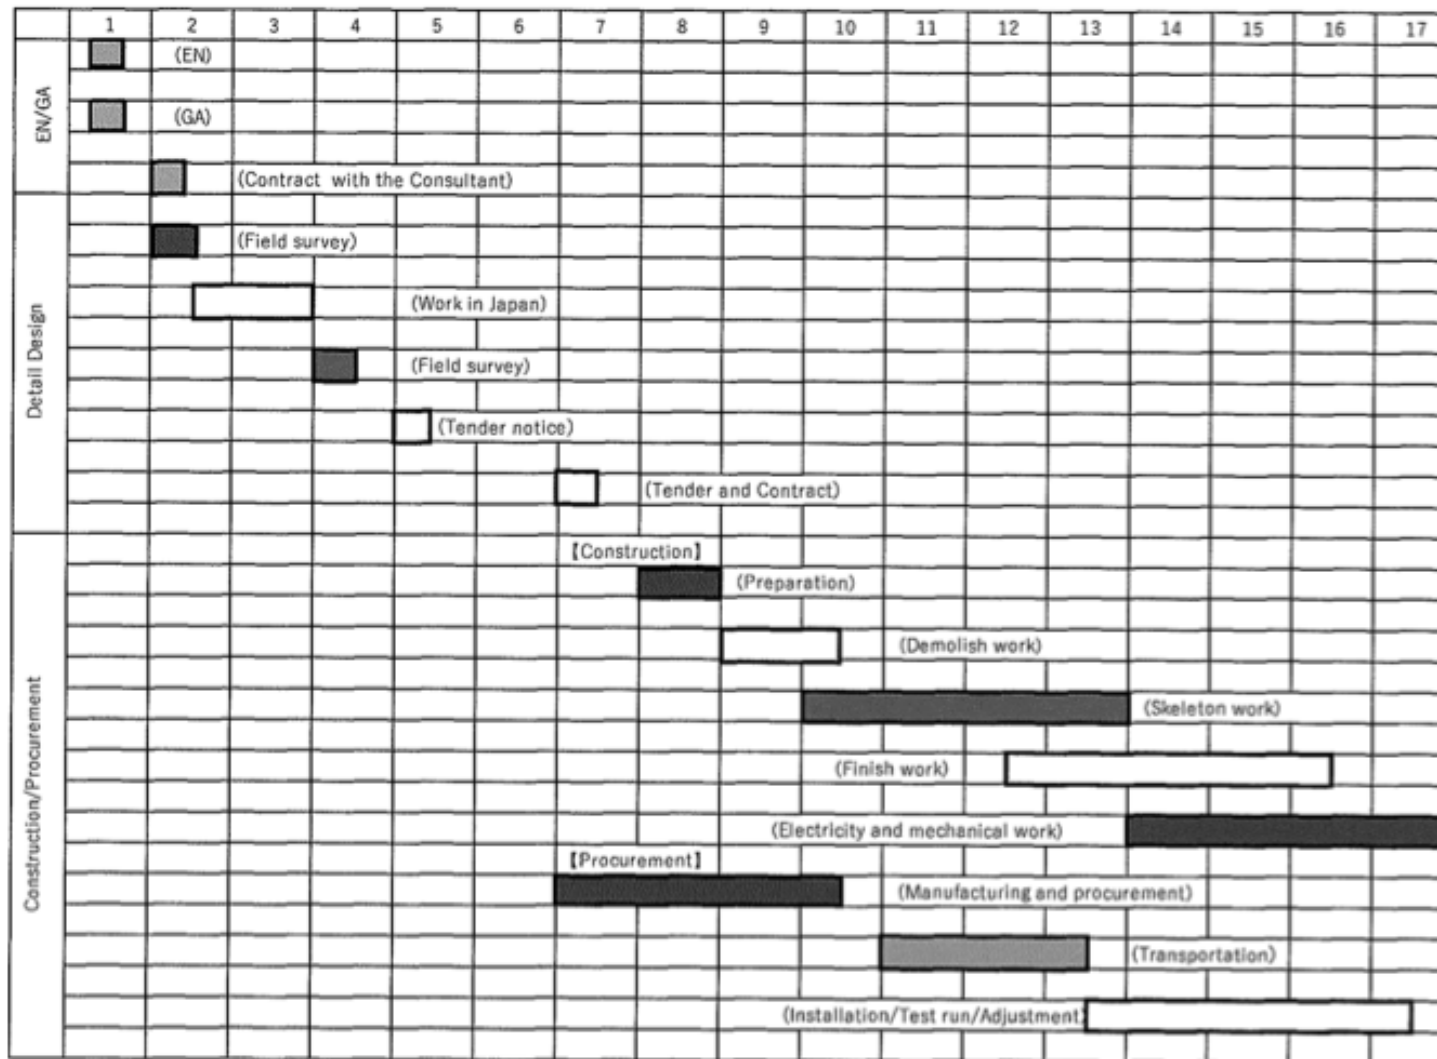 1 2 3 4 5 6 7 8 9 10 11 12 13 14 15 16 17
EN/GA
(EN)
(GA)
(Contract with the Consultant)
Detail Design
(Field survey)
(Work in Japan)
(Field survey)
(Tender notice)
(Tender and Contract)
Construction/Procurement
【Construction】
(Preparation)
(Demolish work)
(Skeleton work)
(Finish work)
(Electricity and mechanical work)
【Procurement】
(Manufacturing and procurement)
(Transportation)
(Installation/Test run/Adjustment)